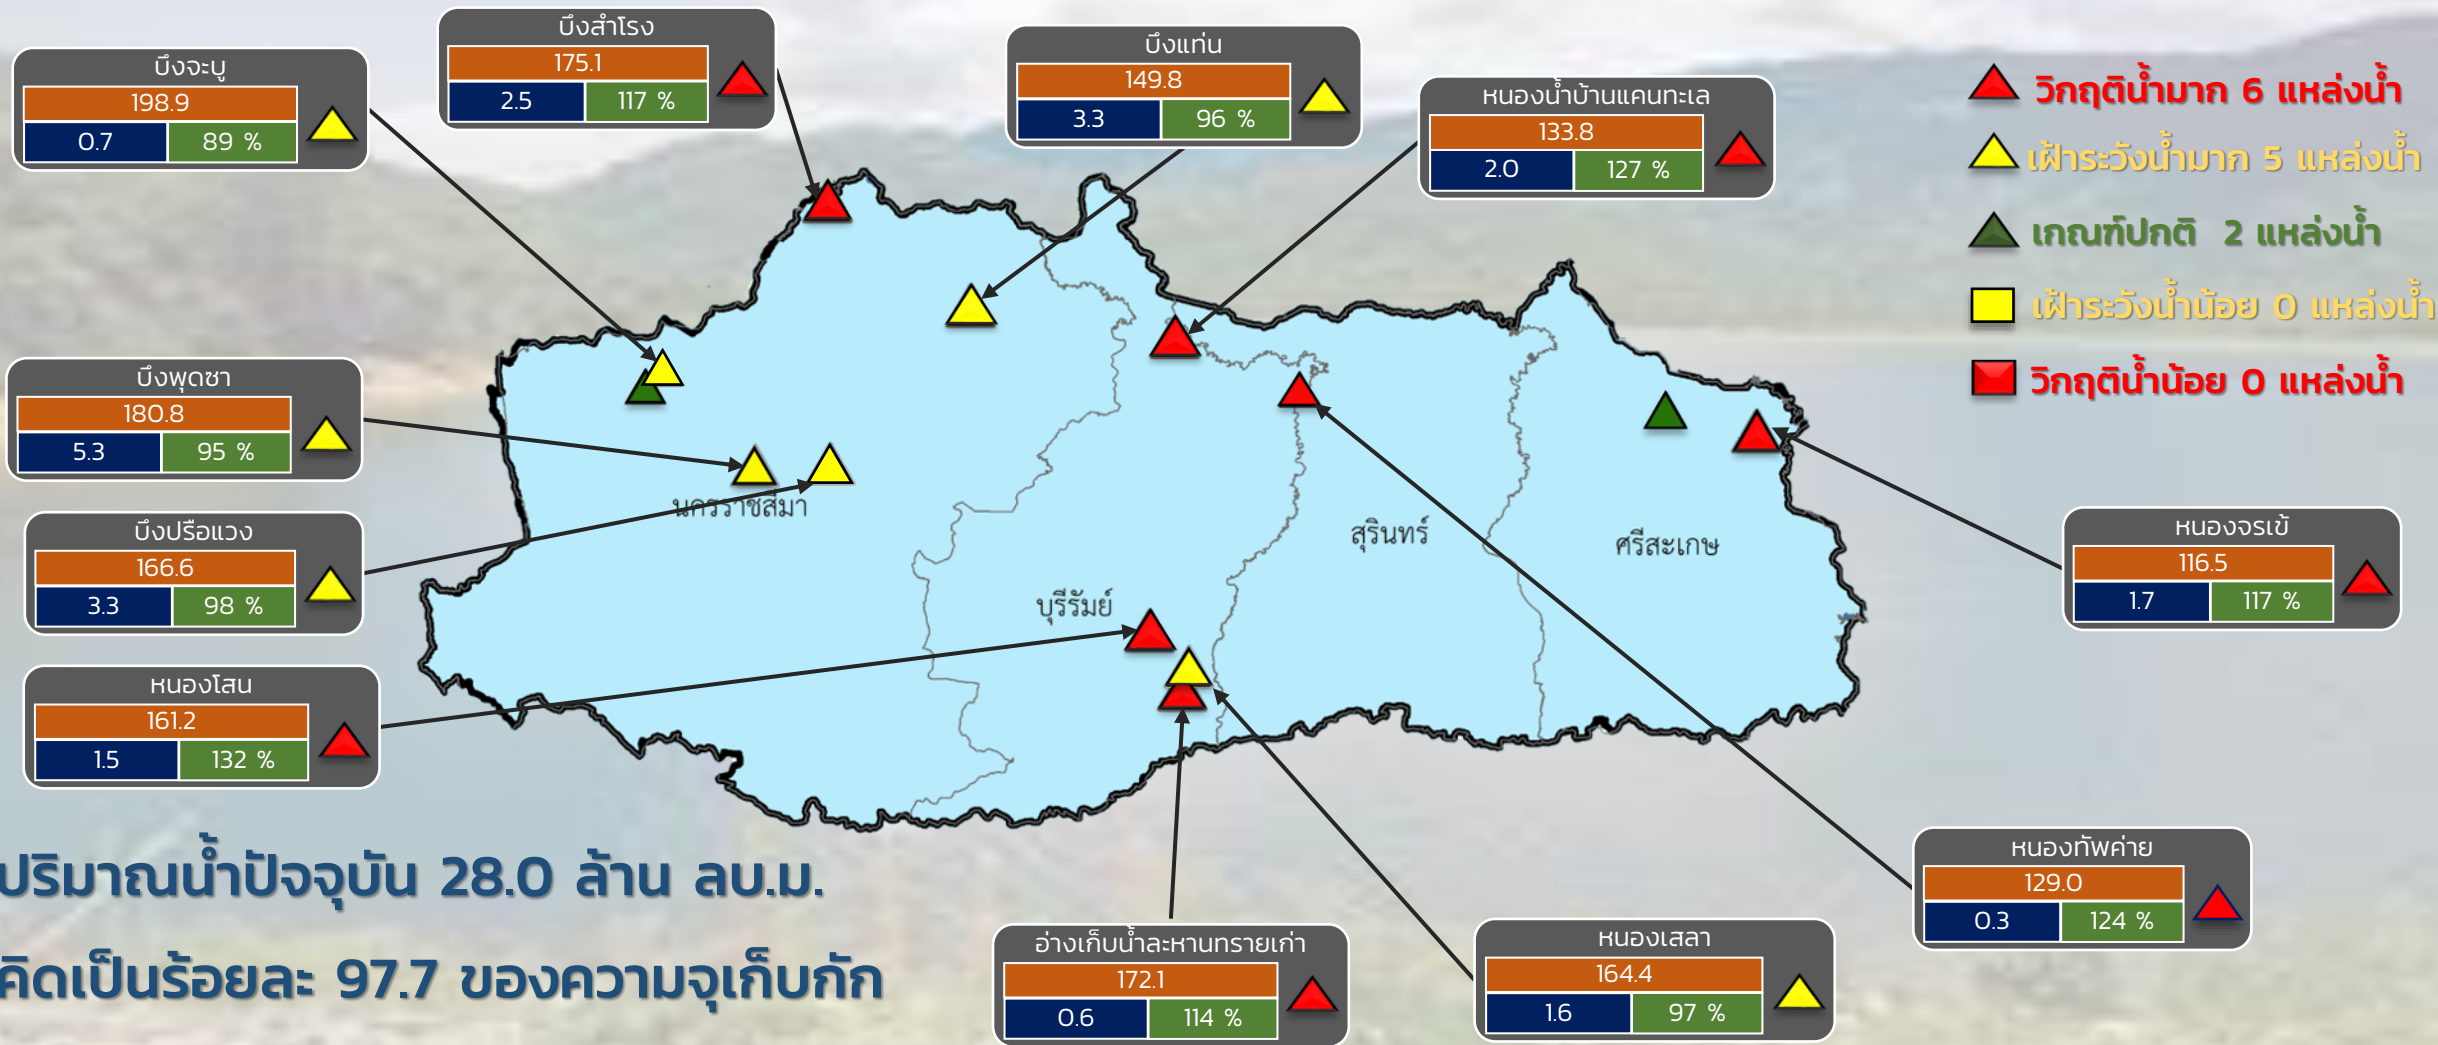 บึงจะบู
198.9
0.7 89 %
บึงสำโรง
175.1
2.5 117 %
บึงแท่น
149.8
3.3 96 %
หนองน้ำบ้านแคนทะเล
133.8
2.0 127 %
วิกฤติน้ำมาก 6 แหล่งน้ำ
เฝ้าระวังน้ำมาก 5 แหล่งน้ำ
เกณฑ์ปกติ 2 แหล่งน้ำ
เฝ้าระวังน้ำน้อย 0 แหล่งน้ำ
วิกฤติน้ำน้อย 0 แหล่งน้ำ
บึงพุดซา
180.8
5.3 95 %
บึงปรือแวง
166.6
3.3 98 %
หนองโสน
161.2
1.5 132 %
นครราชสีมา
บุรีรัมย์
สุรินทร์
ศรีสะเกษ
หนองจรเข้
116.5
1.7 117 %
หนองทัพค่าย
129.0
0.3 124 %
อ่างเก็บน้ำละหานทรายเก่า
172.1
0.6 114 %
หนองเสลา
164.4
1.6 97 %
ปริมาณน้ำปัจจุบัน 28.0 ล้าน ลบ.ม.
คิดเป็นร้อยละ 97.7 ของความจุเก็บกัก